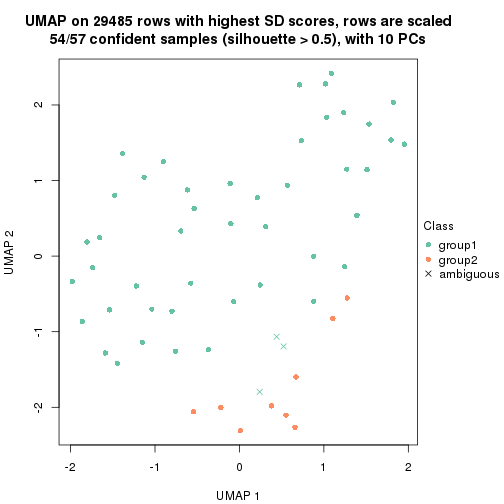 UMAP on 29485 rows with highest SD scores, rows are scaled
54/57 confident samples (silhouette > 0.5), with 10 PCs
UMAP 2
2
1
0
-1
-2
-2
-1
0
1
2
UMAP 1
Class
group1
group2
ambiguous